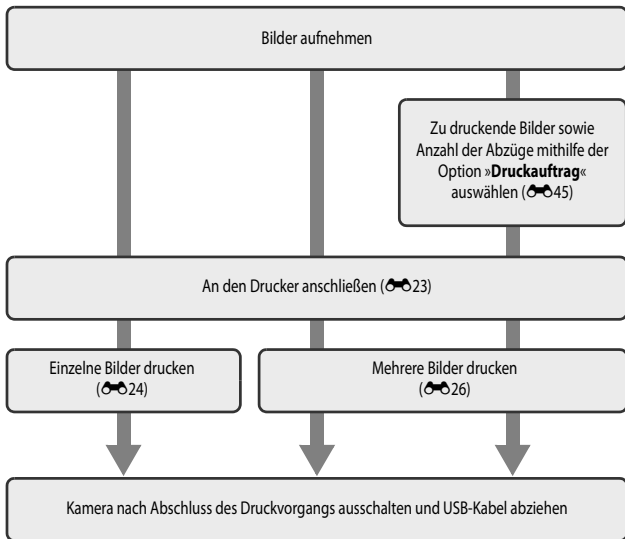 Bilder aufnehmen
Zu druckende Bilder sowie
Anzahl der Abzüge mithilfe der
Option »Druckauftrag«
auswählen (45)
An den Drucker anschließen (23)
Einzelne Bilder drucken
(24)
Mehrere Bilder drucken
(26)
Kamera nach Abschluss des Druckvorgangs ausschalten und USB-Kabel abziehen